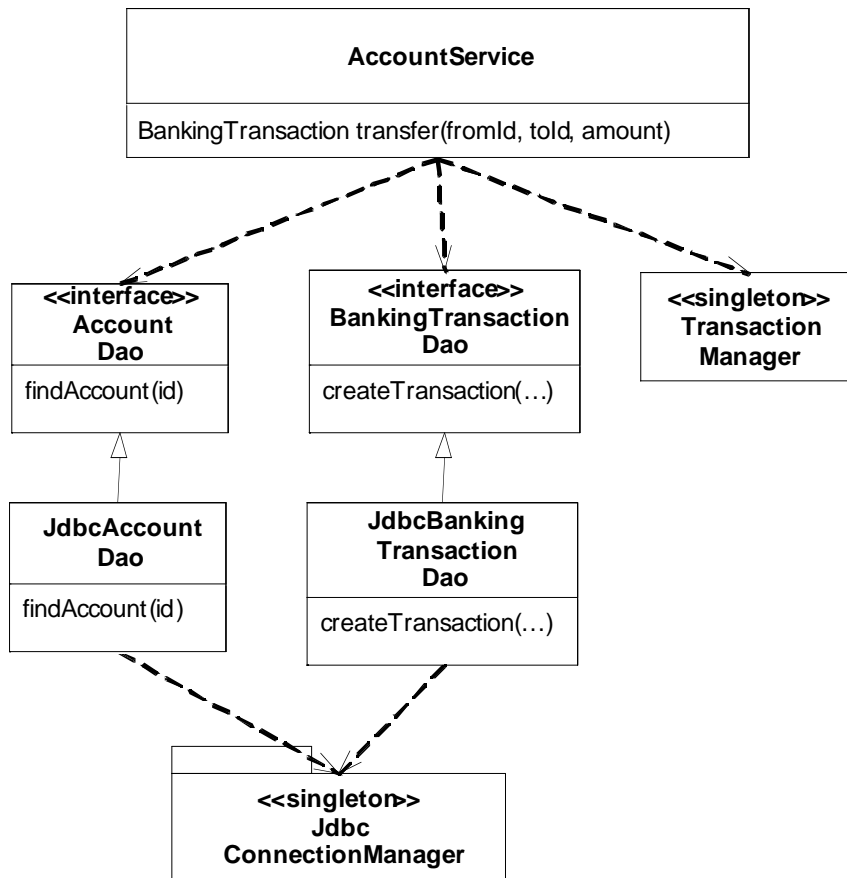 AccountService
BankingTransaction transfer(fromId, toId, amount)
<<interface>>
Account
Dao
findAccount(id)
<<interface>>
BankingTransaction
Dao
createTransaction(…)
<<singleton>>
Transaction
Manager
JdbcAccount
Dao
findAccount(id)
JdbcBanking
Transaction
Dao
createTransaction(…)
<<singleton>>
Jdbc
ConnectionManager